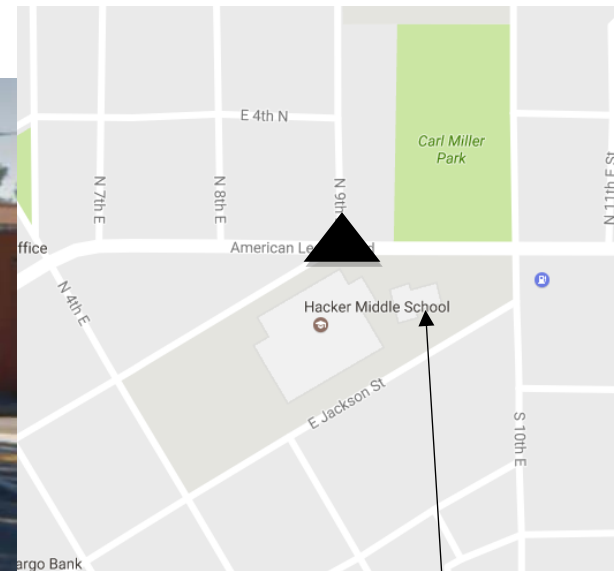 E 4th N
Carl Miller
Park
N 7th E
N 8th E
N 9th
N 11th E St
ffice
American Le
N 4th E
Hacker Middle School
E Jackson St
S 10th E
argo Bank